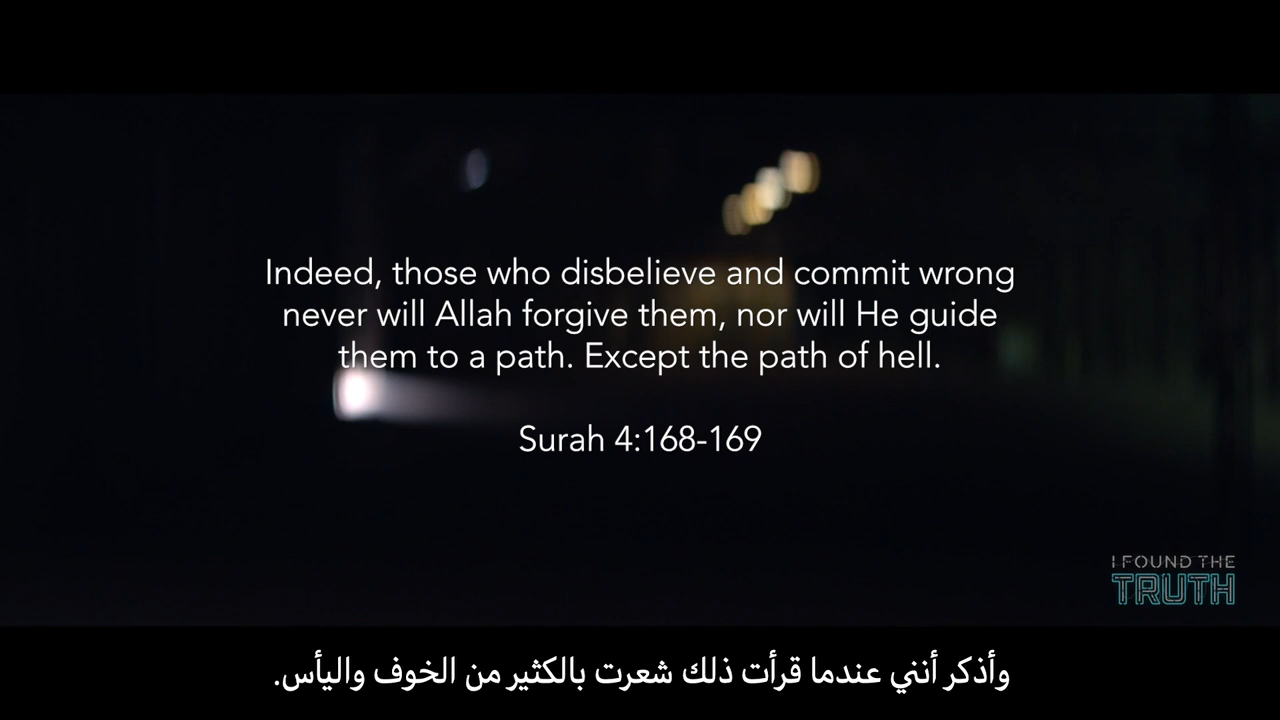 Indeed, those who disbelieve and commit wrong
never will Allah forgive them, nor will He guide
them to a path. Except the path of hell.
Surah 4:168-169
I FOUND THE
TRUTH
وأذكر أنني عندما قرأت ذلك شعرت بالكثير من الخوف واليأس.